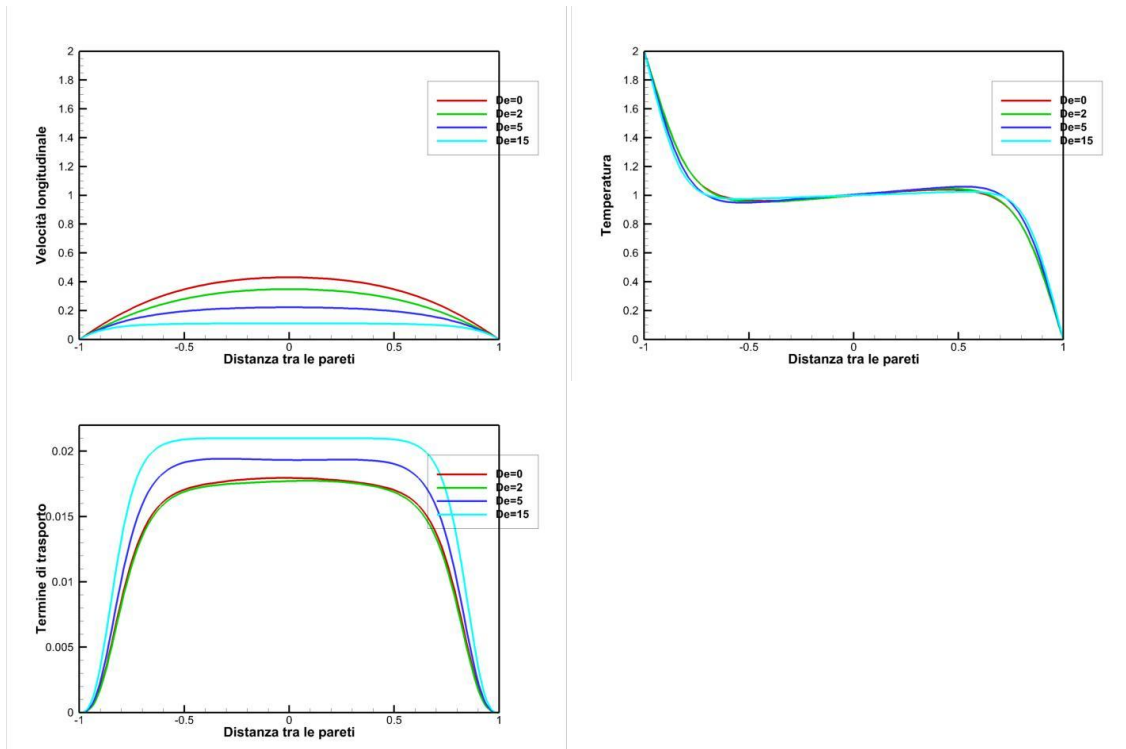 2
1.8
1.6
1.4
1.2
1
0.8
0.6
0.4
0.2
0
-1
-0.5
0
0.5
1
Velocità longitudinale
Distanza tra le pareti
De=0
De=2
De=5
De=15
2
1.8
1.6
1.4
1.2
1
0.8
0.6
0.4
0.2
0
-1
-0.5
0
0.5
1
Temperatura
Distanza tra le pareti
De=0
De=2
De=5
De=15
0.02
0.015
0.01
0.005
0
-1
-0.5
0
0.5
1
Termine di trasporto
Distanza tra le pareti
De=0
De=2
De=5
De=15